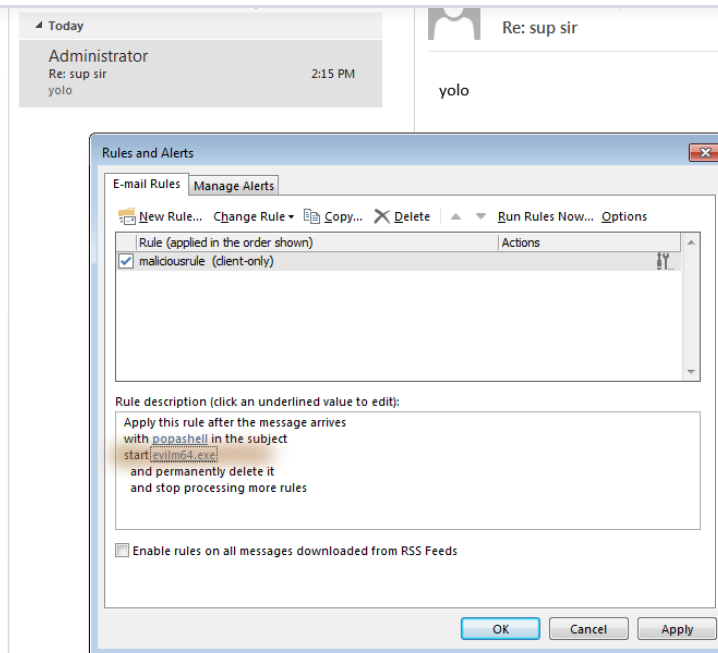 Today
Administrator
Re: sup sir 2:15 PM
yolo
Re: sup sir
yolo
Rules and Alerts
E-mail Rules Manage Alerts
New Rule... Change Rule Copy... Delete Run Rules Now... Options
Rule (applied in the order shown) Actions
maliciousrule (client-only)
Rule description (click an underlined value to edit):
Apply this rule after the message arrives
with popashell in the subject
start evilm64.exe
and permanently delete it
and stop processing more rules
Enable rules on all messages downloaded from RSS Feeds
OK Cancel Apply